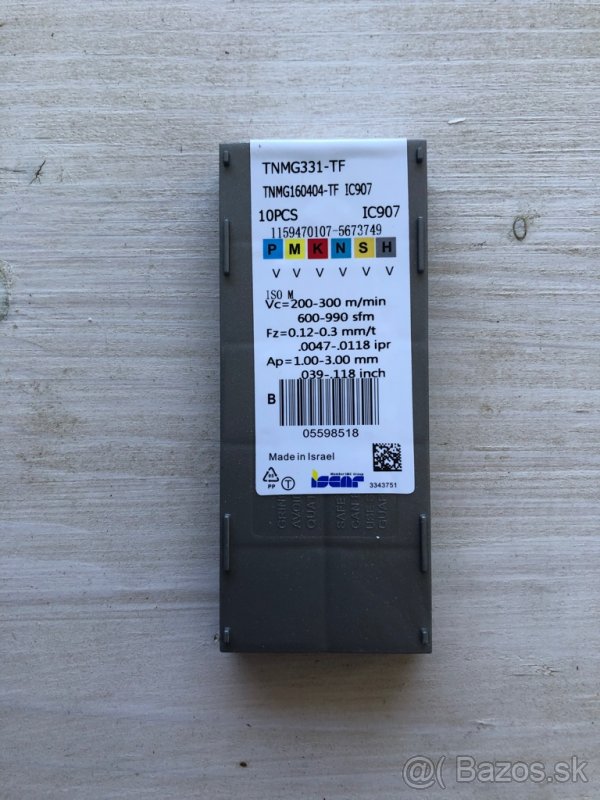 TNMG331-TF
TNMG160404-TF IC907
10PCS IC907
1159470107-5673749
P M K N S H
V V V V V V
ISO M
Vc=200-300 m/min
600-990 sfm
Fz=0.12-0.3 mm/t
.0047-.0118 ipr
Ap=1.00-3.00 mm
.039-.118 inch
B
05598518
Made in Israel
PP
T
iscar
3343751
@( Bazos.sk